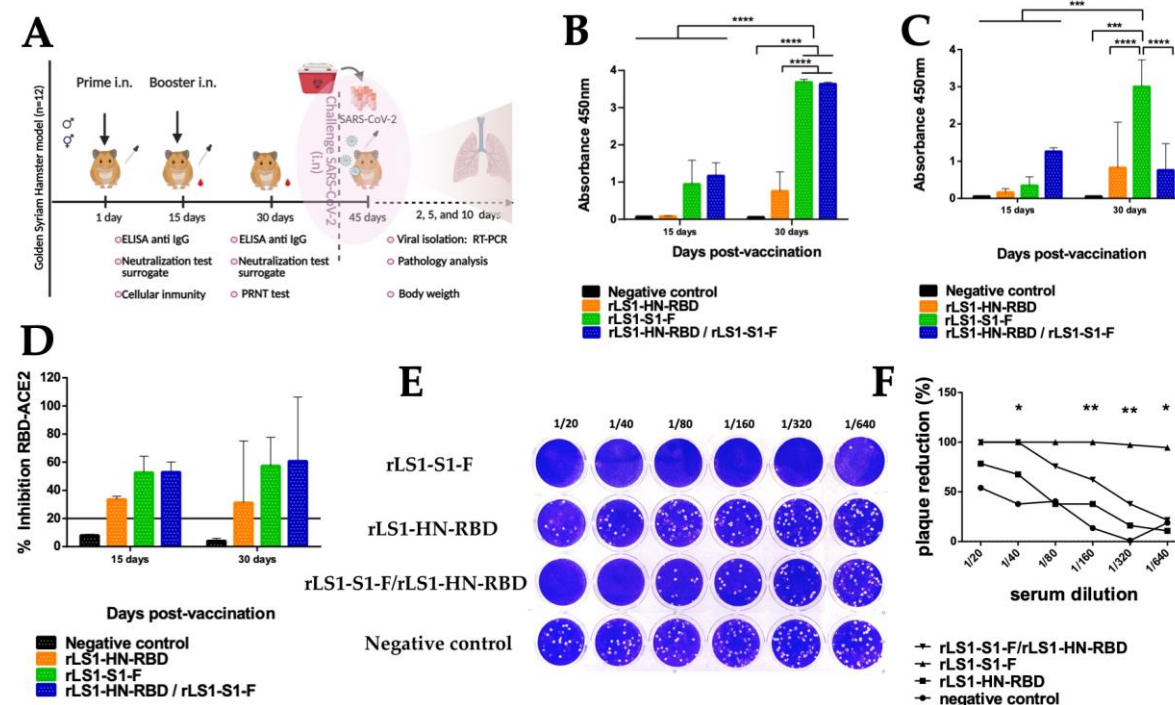 A
Golden Syriam Hamster model (n=12)
Prime i.n.
Booster i.n.
Challenge SARS-CoV-2
(i.n)
SARS-CoV-2
1 day
15 days
30 days
45 days
2, 5, and 10 days
ELISA anti IgG
Neutralization test
surrogate
Cellular inmunity
ELISA anti IgG
Neutralization test
surrogate
PRNT test
Viral isolation: RT-PCR
Pathology analysis
Body weigth
B
****
****
****
Absorbance 450nm
4
3
2
1
0
15 days
30 days
Days post-vaccination
Negative control
rLS1-HN-RBD
rLS1-S1-F
rLS1-HN-RBD / rLS1-S1-F
C
***
***
****
****
Absorbance 450nm
4
3
2
1
0
15 days
30 days
Days post-vaccination
Negative control
rLS1-HN-RBD
rLS1-S1-F
rLS1-HN-RBD / rLS1-S1-F
D
% Inhibition RBD-ACE2
120
100
80
60
40
20
0
15 days
30 days
Days post-vaccination
Negative control
rLS1-HN-RBD
rLS1-S1-F
rLS1-HN-RBD / rLS1-S1-F
E
1/20 1/40 1/80 1/160 1/320 1/640
rLS1-S1-F
rLS1-HN-RBD
rLS1-S1-F/rLS1-HN-RBD
Negative control
F
plaque reduction (%)
150
100
50
0
* ** ** *
1/20 1/40 1/80 1/160 1/320 1/640
serum dilution
rLS1-S1-F/rLS1-HN-RBD
rLS1-S1-F
rLS1-HN-RBD
negative control